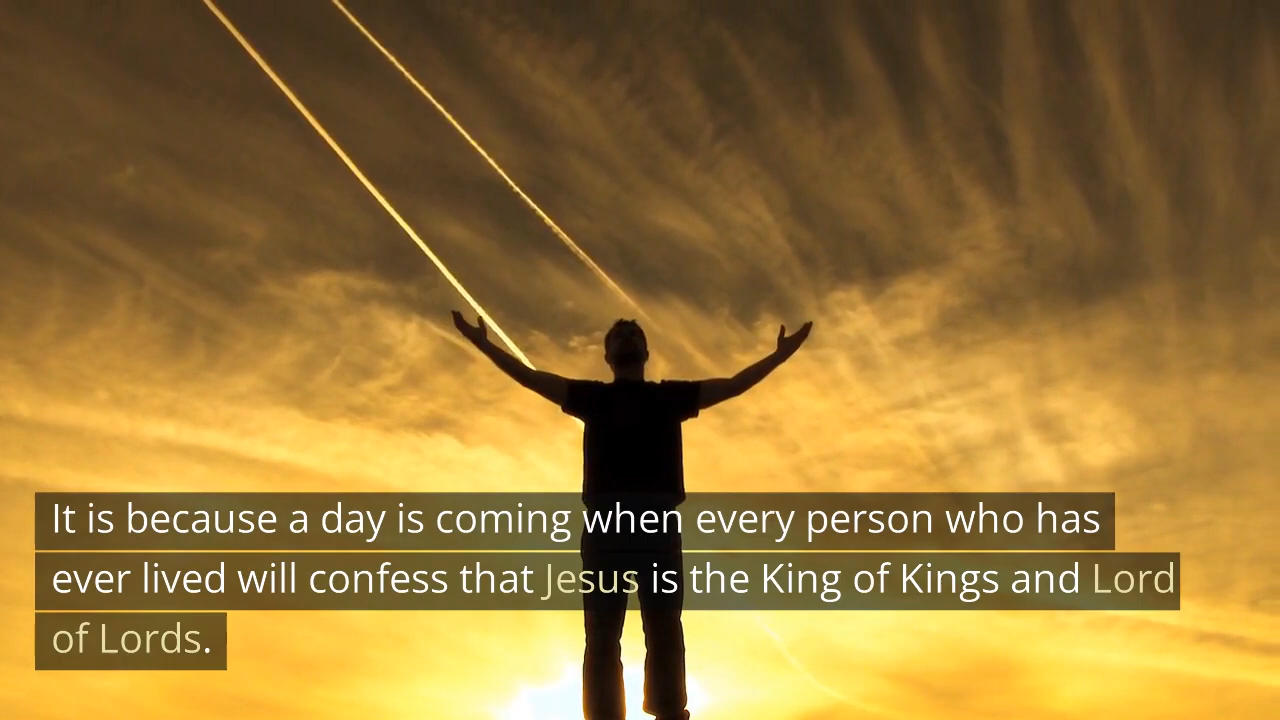 It is because a day is coming when every person who has
ever lived will confess that Jesus is the King of Kings and Lord
of Lords.